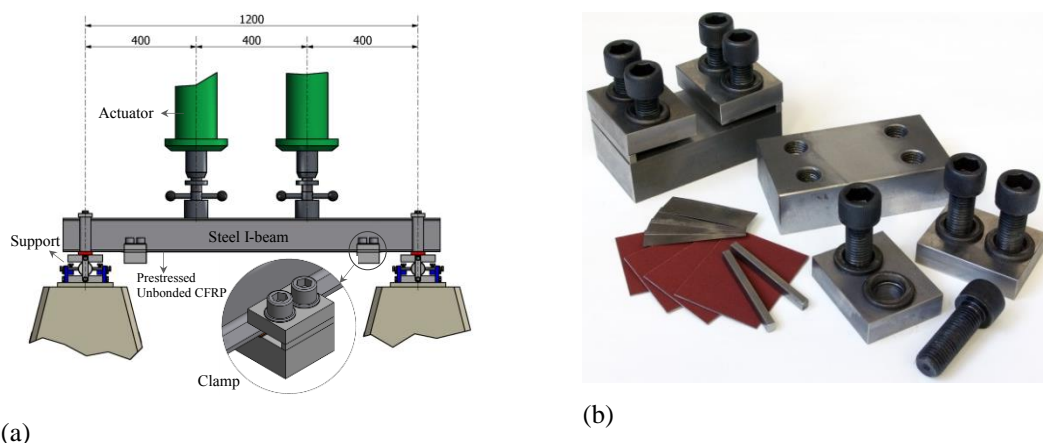 1200
400
400
400
Actuator
Steel I-beam
Support
Prestressed
Unbonded CFRP
Clamp
(a)
(b)